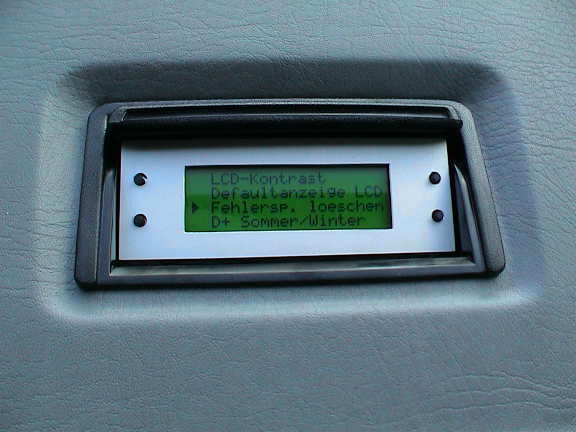 LCD-Kontrast
Defaultanzeige LCD
▶ Fehlersp. loeschen
D+ Sommer/Winter